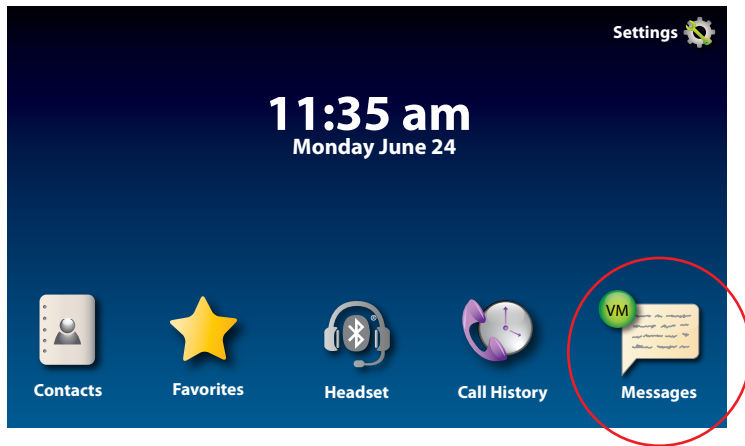 Settings
11:35 am
Monday June 24
VM
Contacts
Favorites
Headset
Call History
Messages